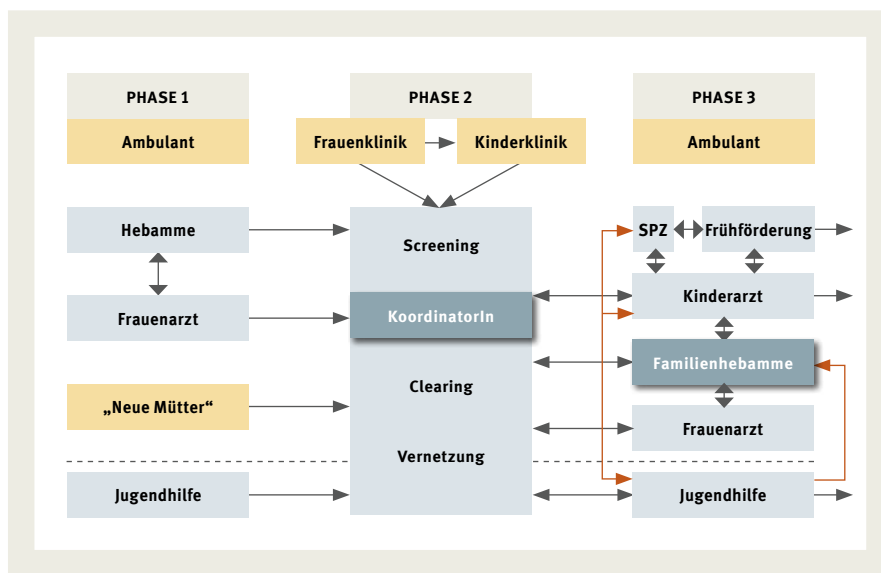 PHASE 1
Ambulant
Hebamme
Frauenarzt
„Neue Mütter“
Jugendhilfe
PHASE 2
Frauenklinik
Kinderklinik
Screening
KoordinatorIn
Clearing
Vernetzung
PHASE 3
Ambulant
SPZ
Frühförderung
Kinderarzt
Familienhebamme
Frauenarzt
Jugendhilfe